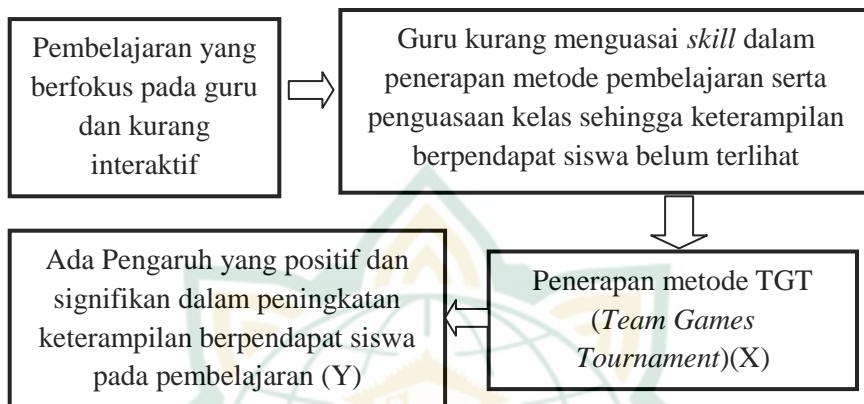 Pembelajaran yang
berfokus pada guru
dan kurang
interaktif
Guru kurang menguasai skill dalam
penerapan metode pembelajaran serta
penguasaan kelas sehingga keterampilan
berpendapat siswa belum terlihat
Penerapan metode TGT
(Team Games
Tournament)(X)
Ada Pengaruh yang positif dan
signifikan dalam peningkatan
keterampilan berpendapat siswa
pada pembelajaran (Y)